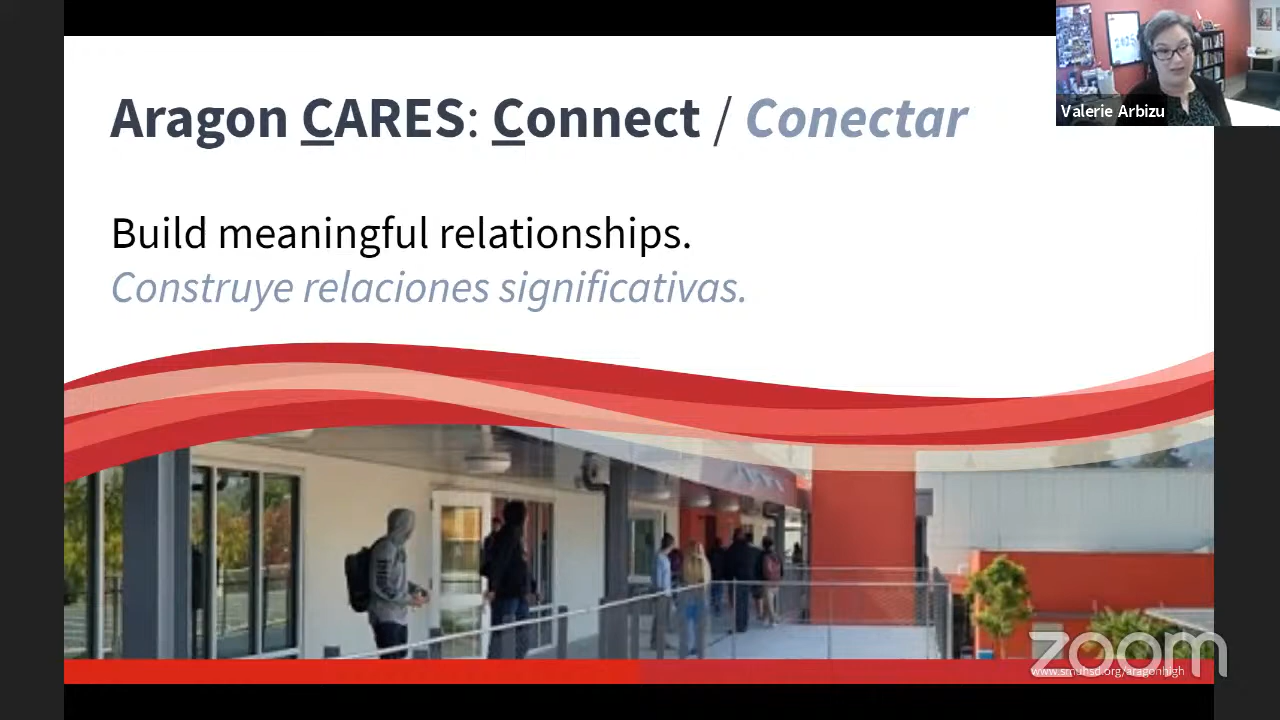 Aragon CARES: Connect / Conectar
Valerie Arbizu
Build meaningful relationships.
Construye relaciones significativas.
zoom
www.smuhsd.org/aragonhigh